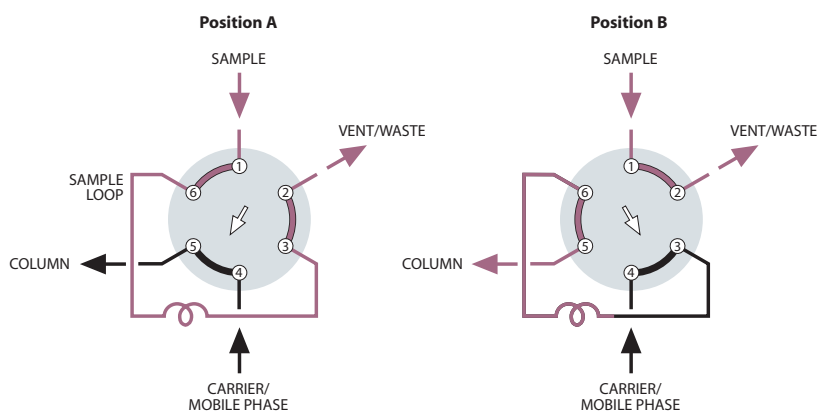 Position A
SAMPLE
VENT/WASTE
SAMPLE
LOOP
COLUMN
CARRIER/
MOBILE PHASE
1
2
3
4
5
6
Position B
SAMPLE
VENT/WASTE
COLUMN
CARRIER/
MOBILE PHASE
1
2
3
4
5
6